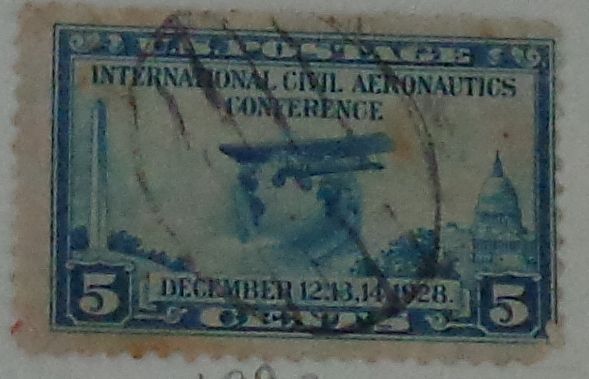 U.S. POSTAGE
INTERNATIONAL CIVIL AERONAUTICS
CONFERENCE
5 DECEMBER 12,13,14,1928. 5
CENTS